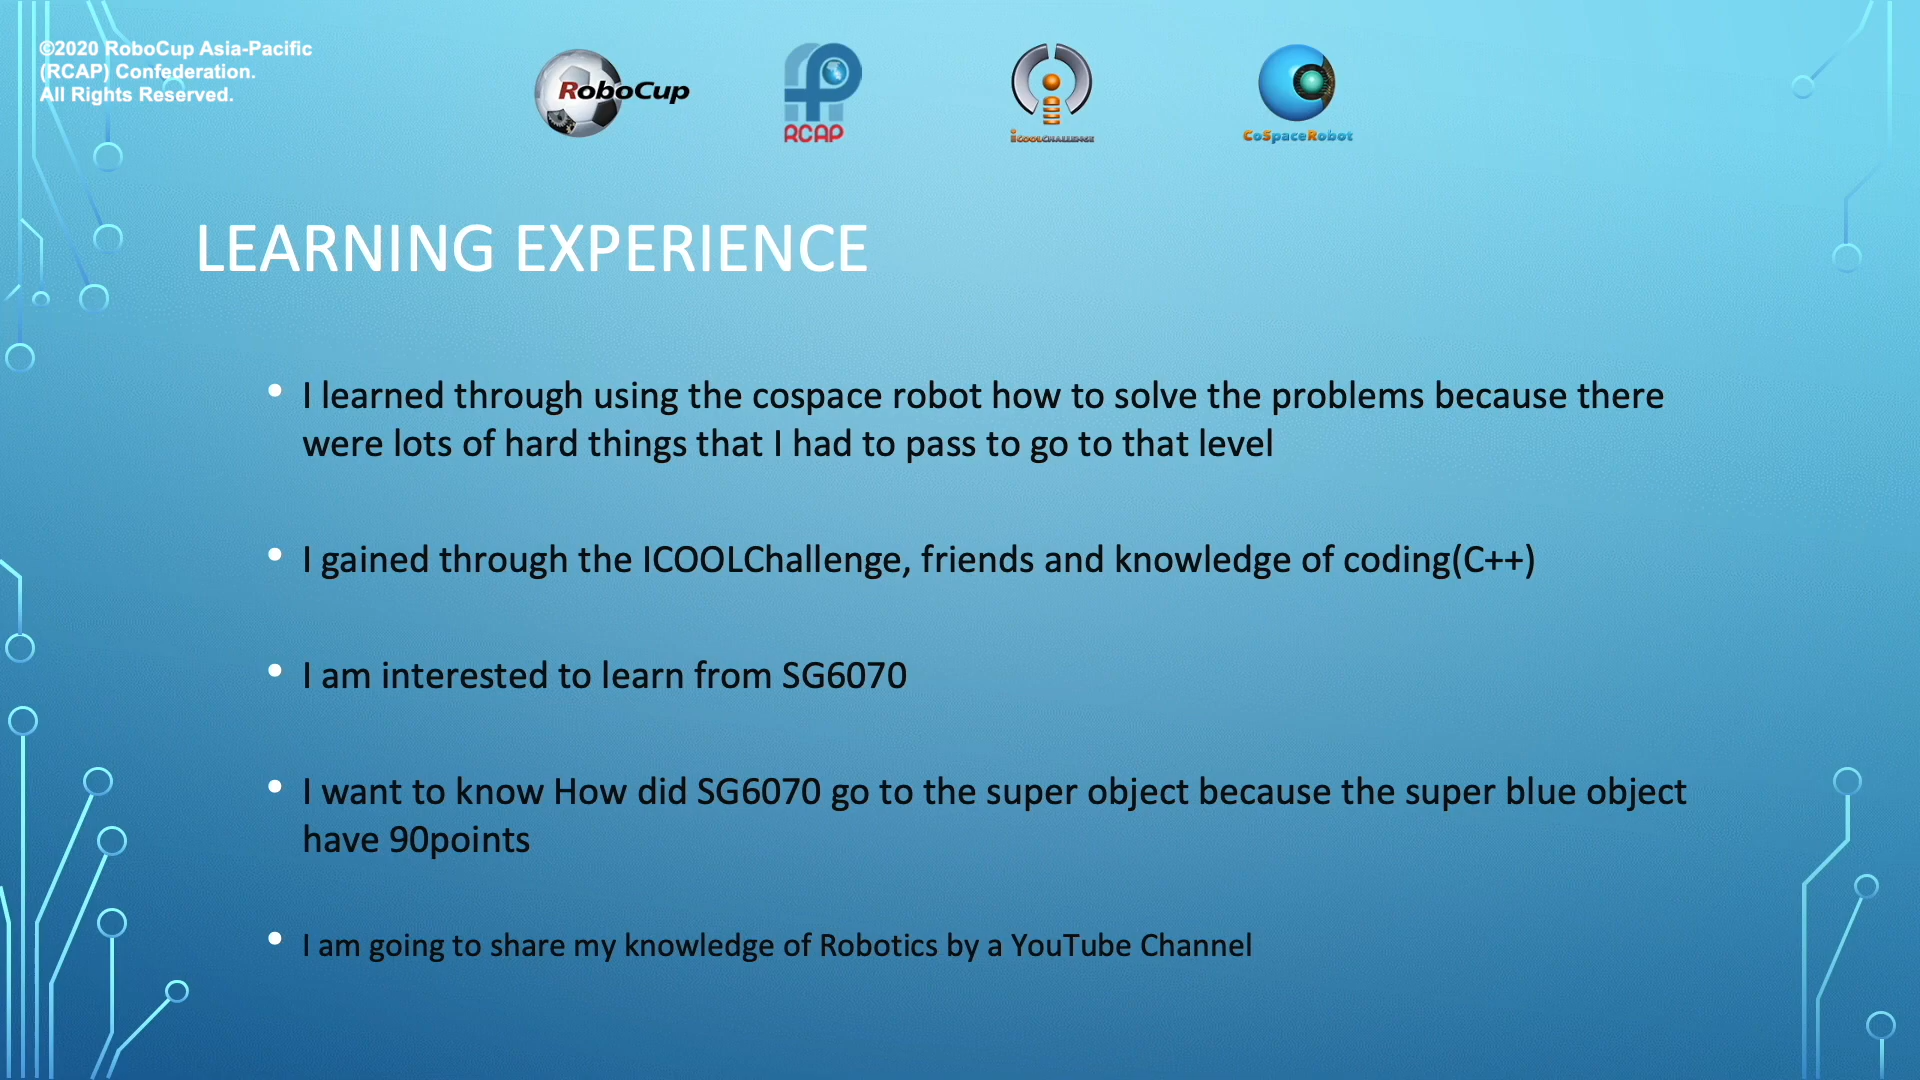 ©2020 RoboCup Asia-Pacific
(RCAP) Confederation.
All Rights Reserved.
RoboCup
RCAP
iCOOLCHALLENGE
CoSpaceRobot
LEARNING EXPERIENCE
• I learned through using the cospace robot how to solve the problems because there
were lots of hard things that I had to pass to go to that level
• I gained through the ICOOLChallenge, friends and knowledge of coding(C++)
• I am interested to learn from SG6070
• I want to know How did SG6070 go to the super object because the super blue object
have 90points
• I am going to share my knowledge of Robotics by a YouTube Channel